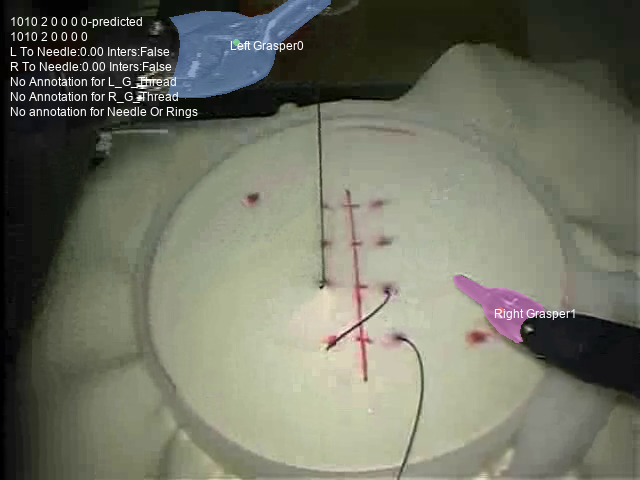 1010 2 0 0 0 0-predicted
1010 2 0 0 0 0
L To Needle:0.00 Inters:False
R To Needle:0.00 Inters:False
No Annotation for L_G_Thread
No Annotation for R_G_Thread
No annotation for Needle Or Rings
Left Grasper0
Right Grasper1